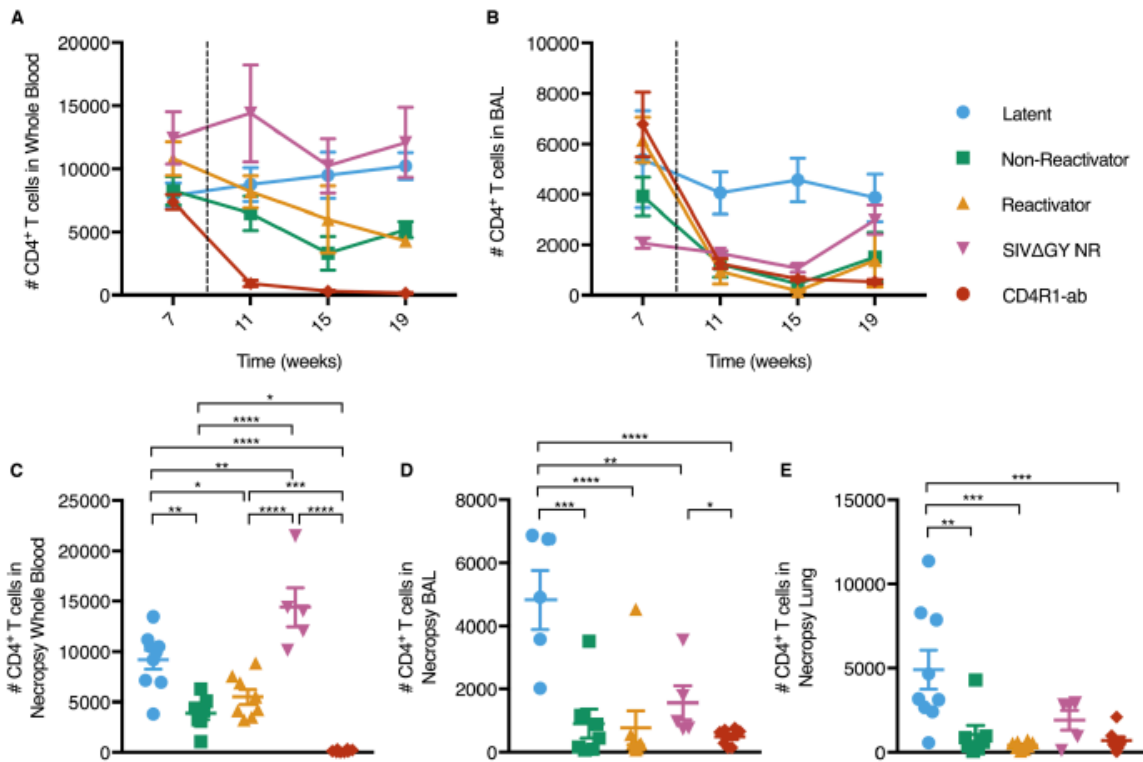 A
# CD4⁺ T cells in Whole Blood
20000
15000
10000
5000
0
7
11
15
19
Time (weeks)
B
# CD4⁺ T cells in BAL
10000
8000
6000
4000
2000
0
7
11
15
19
Time (weeks)
Latent
Non-Reactivator
Reactivator
SIVΔGY NR
CD4R1-ab
C
# CD4⁺ T cells in
Necropsy Whole Blood
25000
20000
15000
10000
5000
0
*
****
****
**
*
***
**
****
****
D
# CD4⁺ T cells in
Necropsy BAL
8000
6000
4000
2000
0
****
**
****
***
*
E
# CD4⁺ T cells in
Necropsy Lung
15000
10000
5000
0
***
***
**